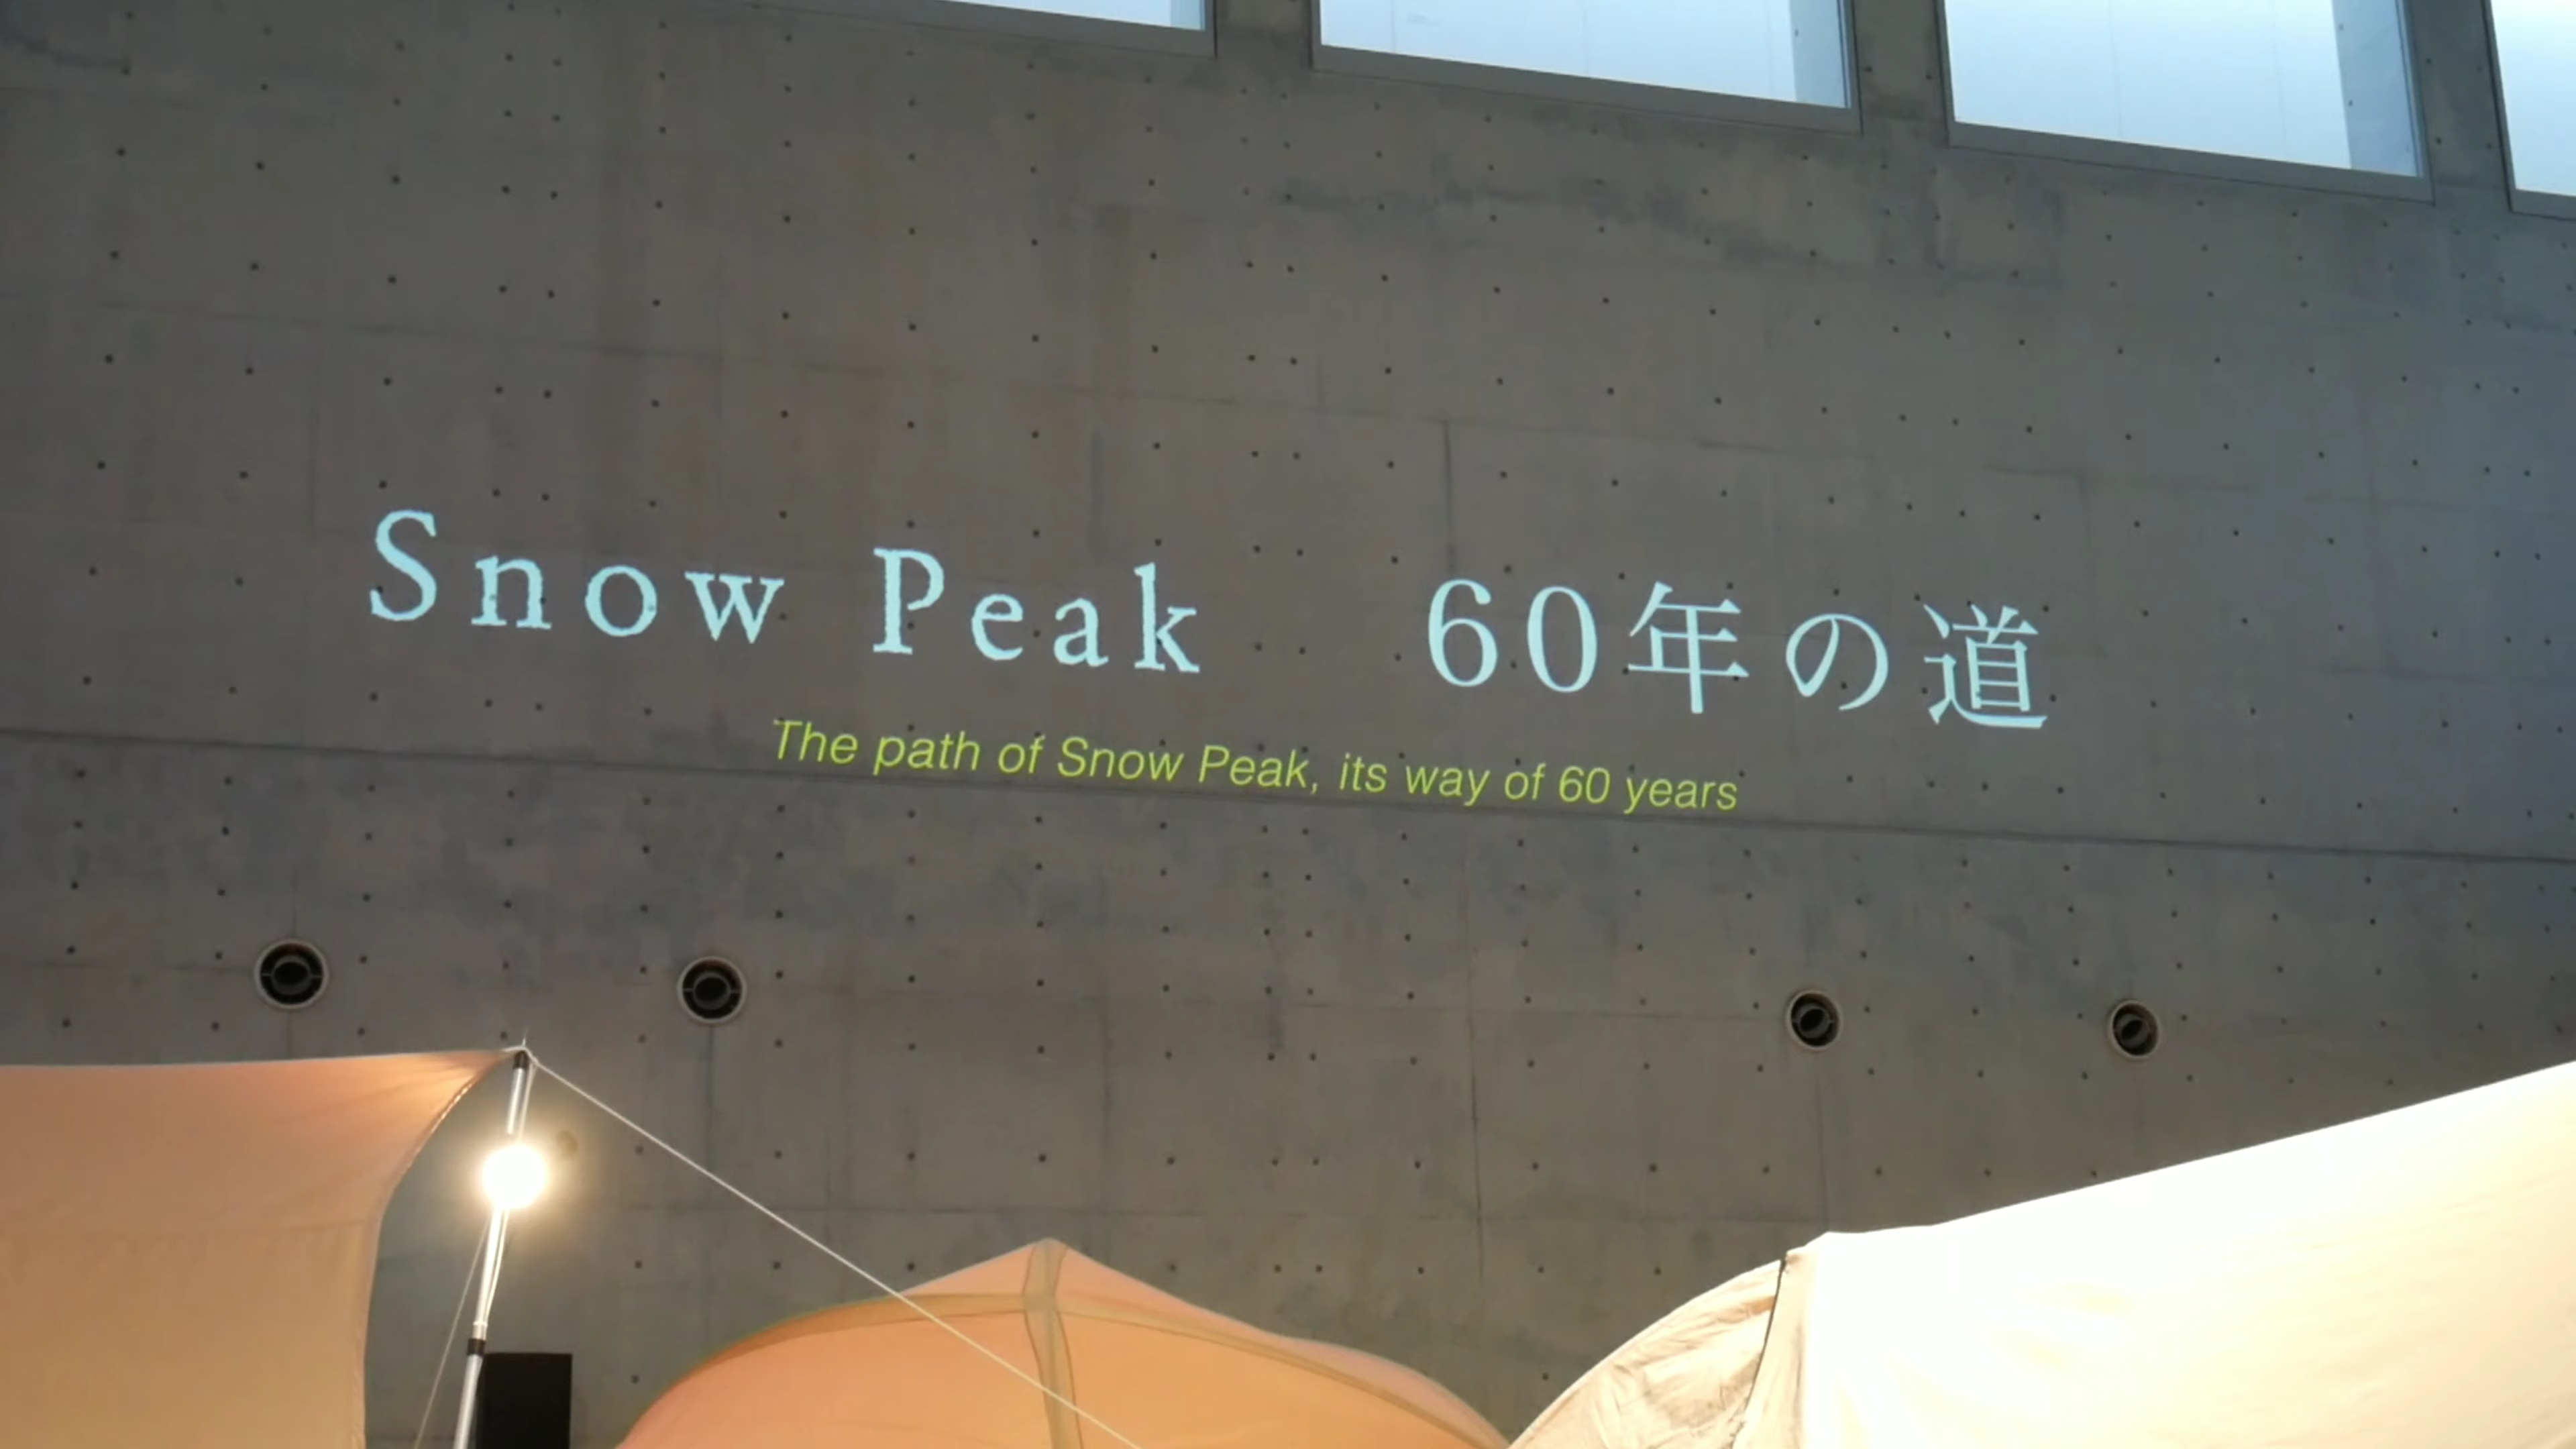 Snow Peak　60年の道
The path of Snow Peak, its way of 60 years